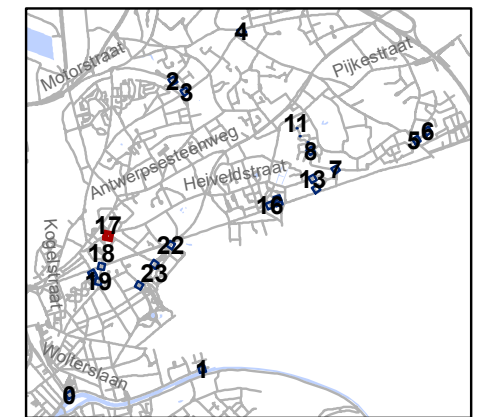 4
Motorstraat
Pijkestraat
2
3
11
6
5
Antwerpsesteenweg
8
Heiveldstraat
7
13
16
17
22
18
Kogelstraat
19
23
Wolterslaan
1
0